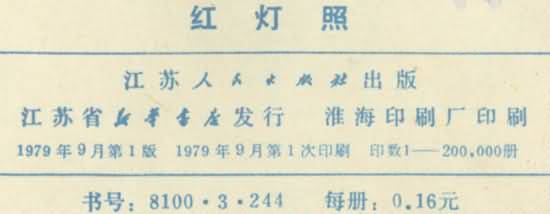 红灯照
江苏人民出版社出版
江苏省新华书店发行 淮海印刷厂印刷
1979年9月第1版 1979年9月第1次印刷 印数1——200,000册
书号：8100·3·244 每册：0.16元